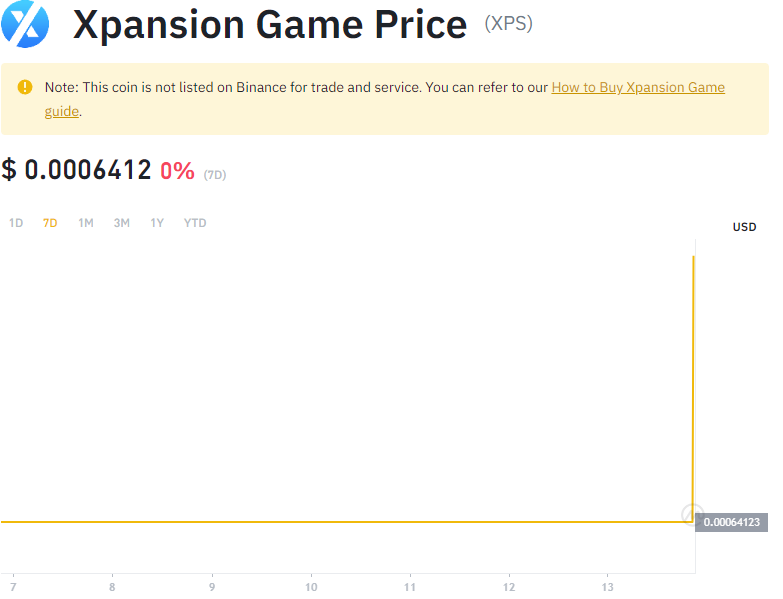 Xpansion Game Price (XPS)
Note: This coin is not listed on Binance for trade and service. You can refer to our How to Buy Xpansion Game
guide.
$ 0.0006412 0% (7D)
1D 7D 1M 3M 1Y YTD
USD
0.00064123
7 8 9 10 11 12 13